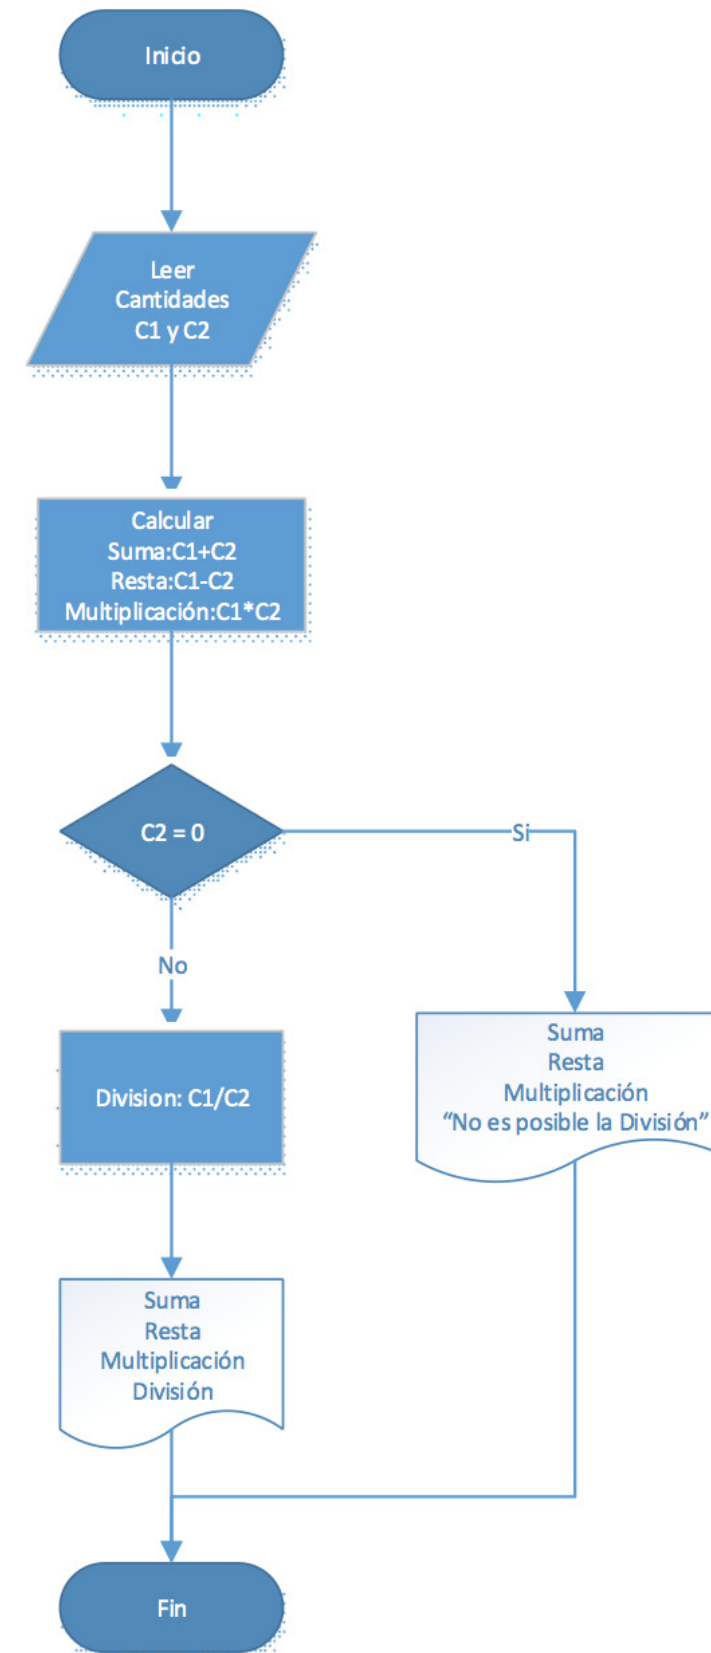 Inicio
Leer
Cantidades
C1 y C2
Calcular
Suma:C1+C2
Resta:C1-C2
Multiplicación:C1*C2
C2 = 0
Si
No
Division: C1/C2
Suma
Resta
Multiplicación
“No es posible la División”
Suma
Resta
Multiplicación
División
Fin